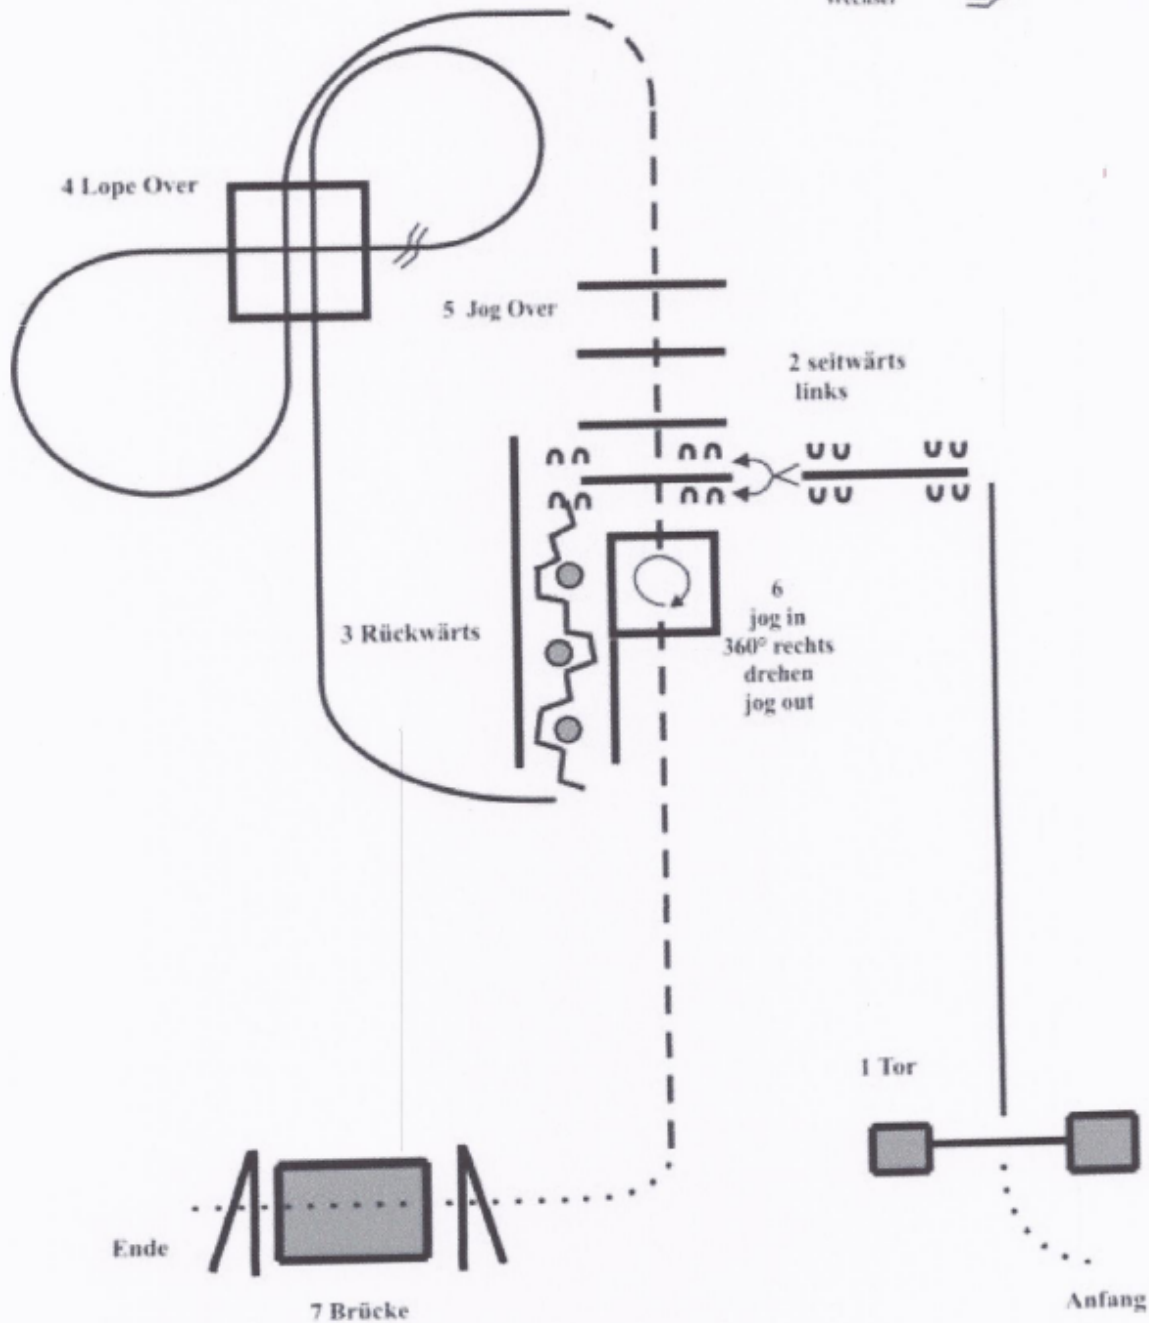 Wechsel
4 Lope Over
5 Jog Over
2 seitwärts
links
3 Rückwärts
6
jog in
360° rechts
drehen
jog out
1 Tor
Ende
7 Brücke
Anfang